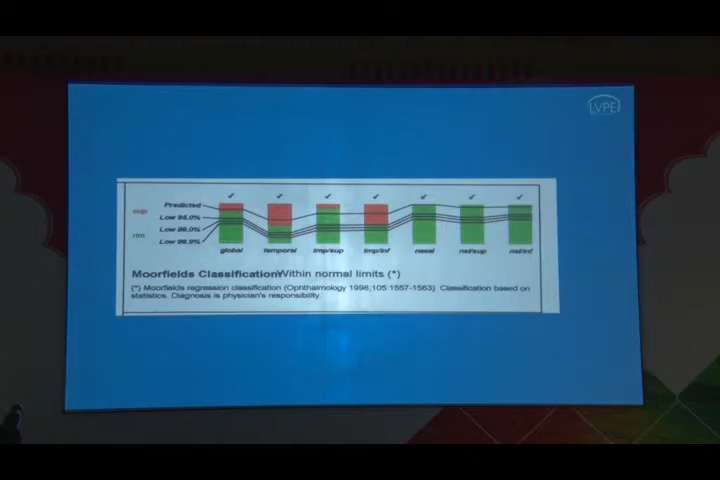 LVPE
Predicted
cup
Low 95.0%
Low 99.0%
rim
Low 99.9%
global temporal tmp/sup tmp/inf nasal nsl/sup nsl/inf
Moorfields Classification Within normal limits (*)
(*) Moorfields regression classification (Ophthalmology 1998;105:1557-1563). Classification based on
statistics. Diagnosis is physician's responsibility.